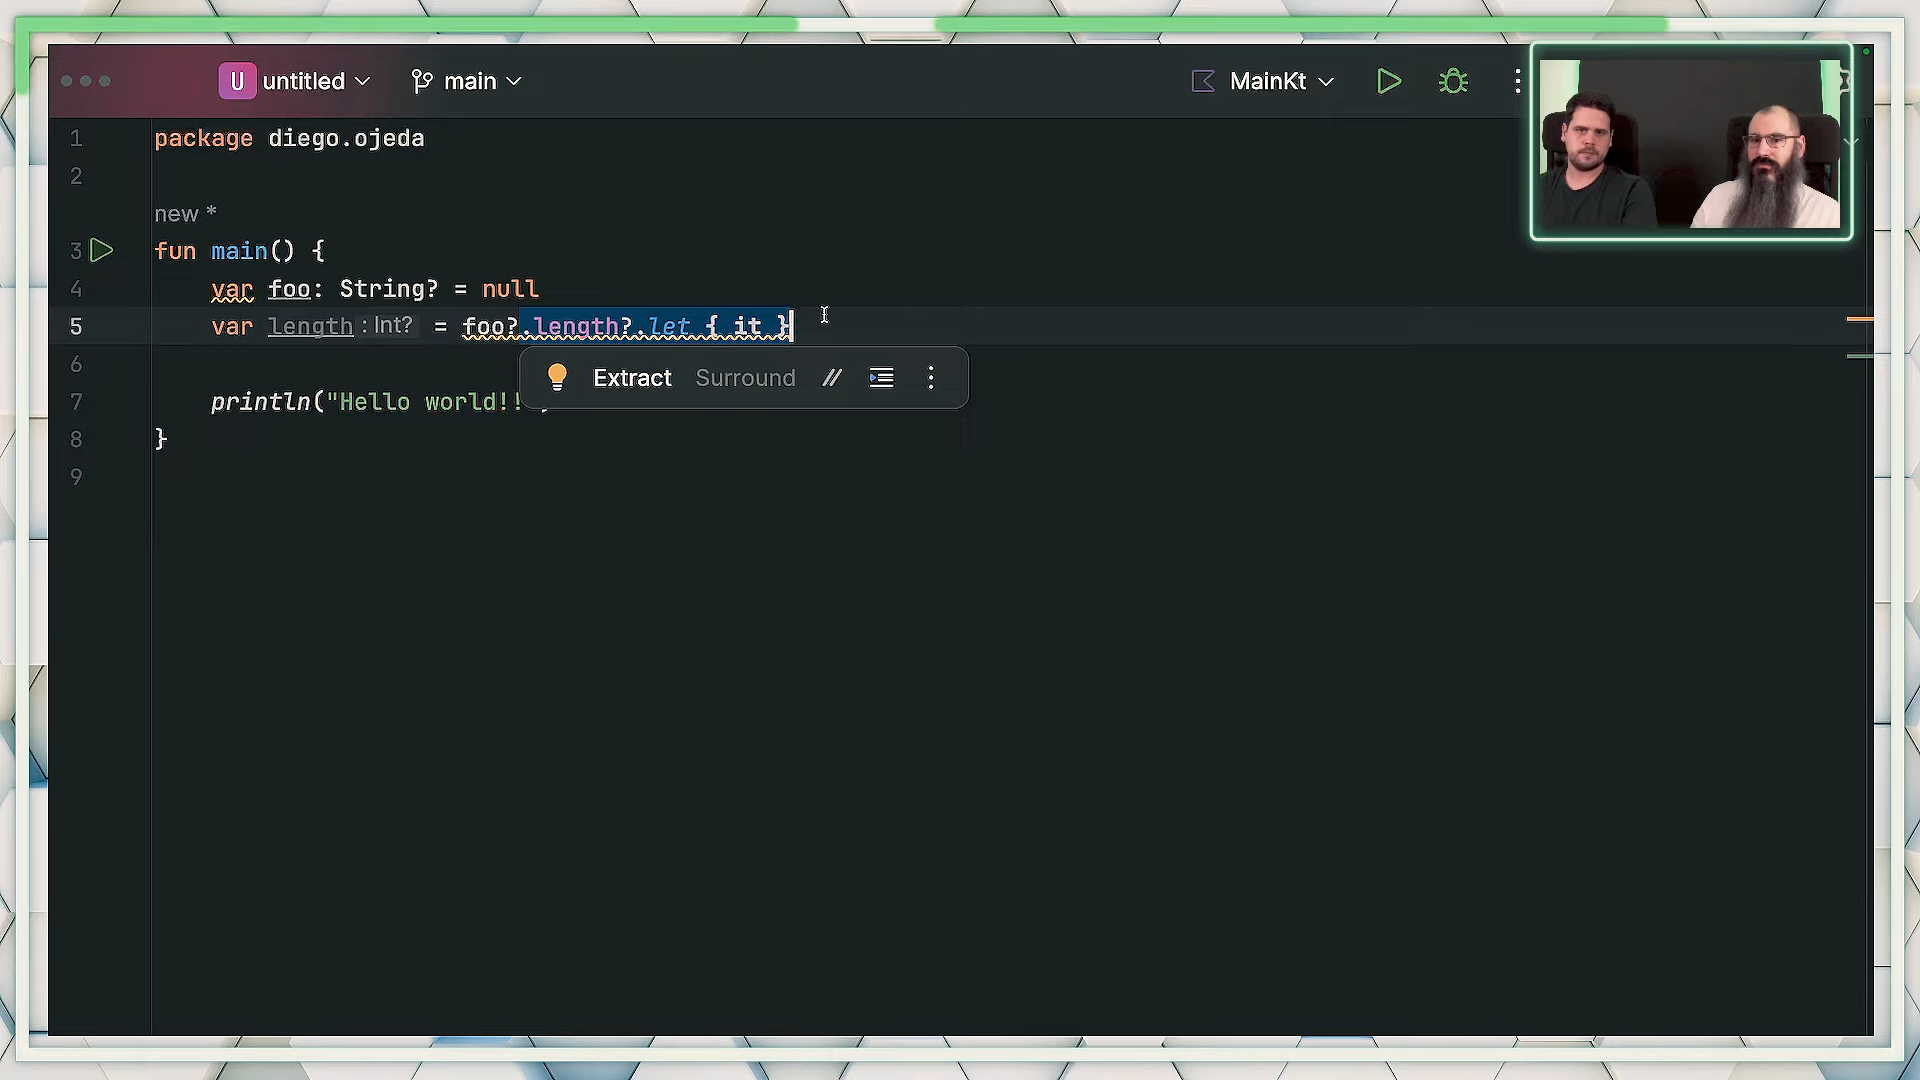 U untitled main MainKt
1 package diego.ojeda
2
new *
3 fun main() {
4 var foo: String? = null
5 var length : Int? = foo?.length?.let { it }
6
Extract Surround //
7 println("Hello world!!
8 }
9